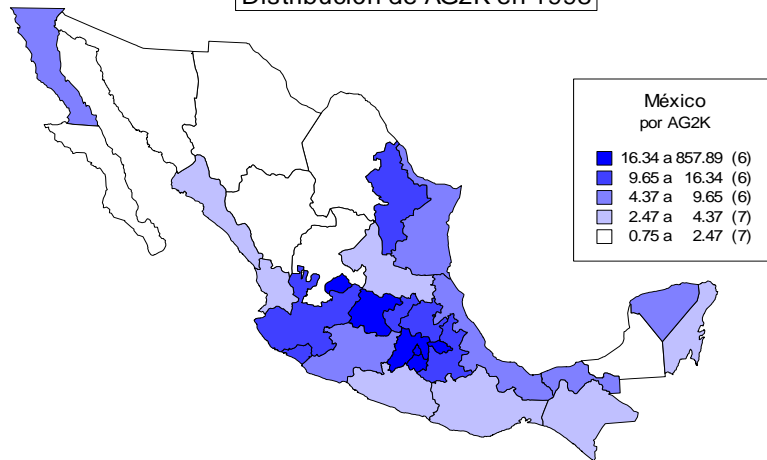 Distribución de AG2K en 1998
México
por AG2K
16.34 a 857.89 (6)
9.65 a 16.34 (6)
4.37 a 9.65 (6)
2.47 a 4.37 (7)
0.75 a 2.47 (7)